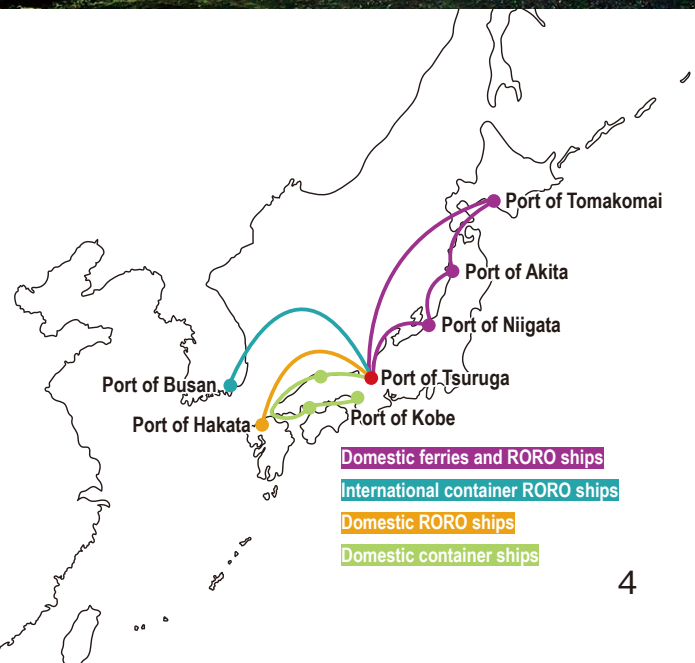 Port of Tomakomai
Port of Akita
Port of Niigata
Port of Tsuruga
Port of Busan
Port of Kobe
Port of Hakata
Domestic ferries and RORO ships
International container RORO ships
Domestic RORO ships
Domestic container ships
4